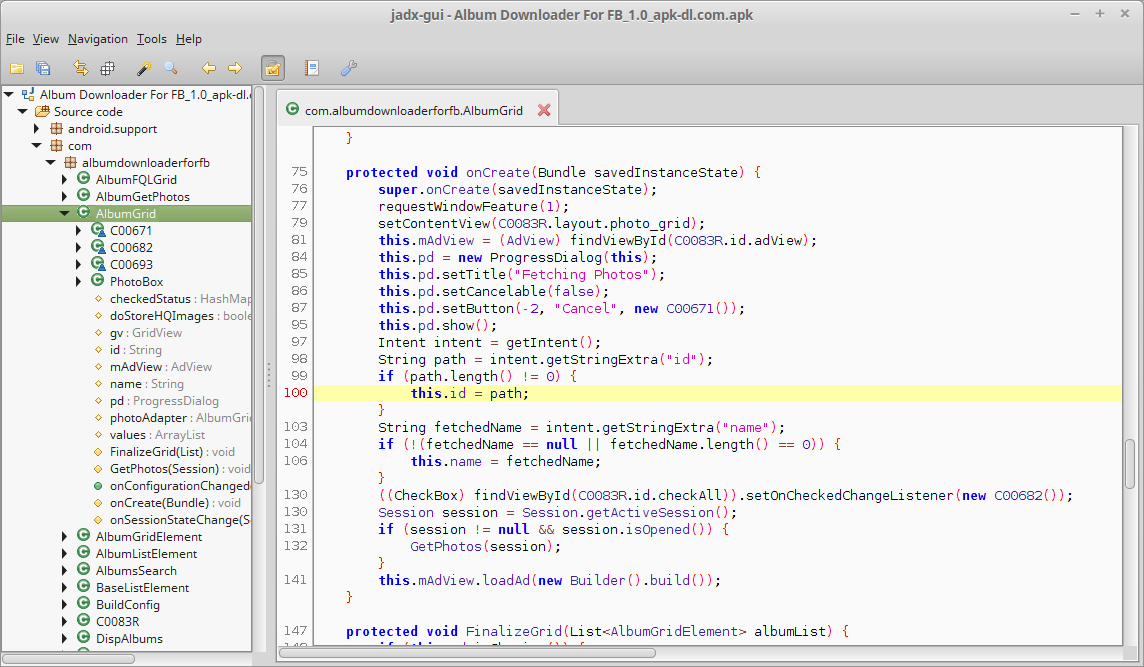 jadx-gui - Album Downloader For FB_1.0_apk-dl.com.apk
File View Navigation Tools Help
Album Downloader For FB_1.0_apk-dl.
Source code
android.support
com
albumdownloaderforfb
AlbumFQLGrid
AlbumGetPhotos
AlbumGrid
C00671
C00682
C00693
PhotoBox
checkedStatus : HashMap
doStoreHQImages : boole
gv : GridView
id : String
mAdView : AdView
name : String
pd : ProgressDialog
photoAdapter : AlbumGri
values : ArrayList
FinalizeGrid(List) : void
GetPhotos(Session) : void
onConfigurationChanged
onCreate(Bundle) : void
onSessionStateChange(S
AlbumGridElement
AlbumListElement
AlbumsSearch
BaseListElement
BuildConfig
C0083R
DispAlbums
com.albumdownloaderforfb.AlbumGrid
}
75 protected void onCreate(Bundle savedInstanceState) {
76 super.onCreate(savedInstanceState);
77 requestWindowFeature(1);
79 setContentView(C0083R.layout.photo_grid);
81 this.mAdView = (AdView) findViewById(C0083R.id.adView);
84 this.pd = new ProgressDialog(this);
85 this.pd.setTitle("Fetching Photos");
86 this.pd.setCancelable(false);
87 this.pd.setButton(-2, "Cancel", new C00671());
95 this.pd.show();
97 Intent intent = getIntent();
98 String path = intent.getStringExtra("id");
99 if (path.length() != 0) {
100 this.id = path;
}
103 String fetchedName = intent.getStringExtra("name");
104 if (!(fetchedName == null || fetchedName.length() == 0)) {
106 this.name = fetchedName;
}
130 ((CheckBox) findViewById(C0083R.id.checkAll)).setOnCheckedChangeListener(new C00682());
130 Session session = Session.getActiveSession();
131 if (session != null && session.isOpened()) {
132 GetPhotos(session);
}
141 this.mAdView.loadAd(new Builder().build());
}
147 protected void FinalizeGrid(List<AlbumGridElement> albumList) {